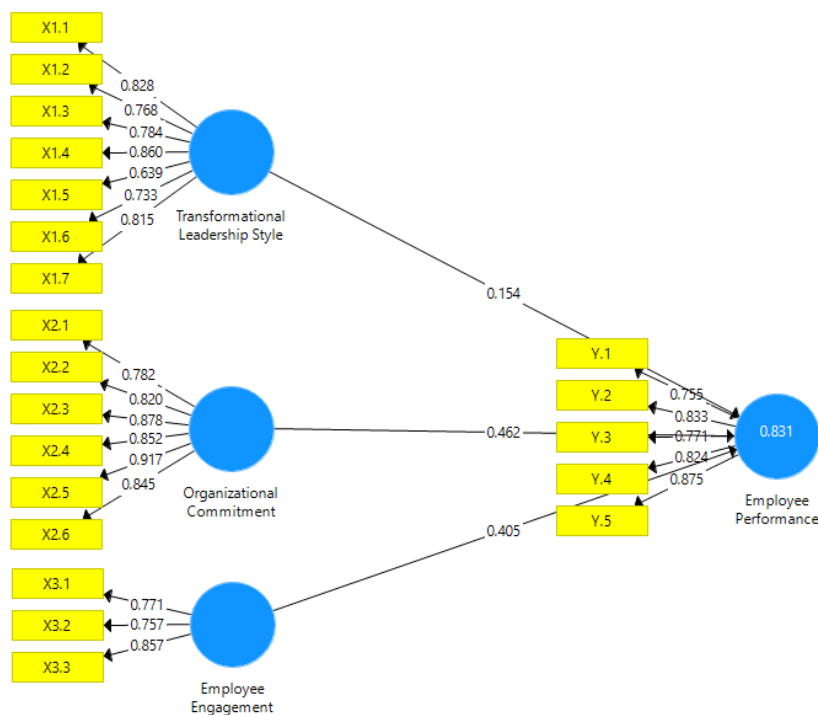 X1.1
X1.2
X1.3
X1.4
X1.5
X1.6
X1.7
0.828
0.768
0.784
0.860
0.639
0.733
0.815
Transformational
Leadership Style
0.154
X2.1
X2.2
X2.3
X2.4
X2.5
X2.6
0.782
0.820
0.878
0.852
0.917
0.845
Organizational
Commitment
0.462
X3.1
X3.2
X3.3
0.771
0.757
0.857
Employee
Engagement
0.405
Y.1
Y.2
Y.3
Y.4
Y.5
0.755
0.833
0.771
0.824
0.875
0.831
Employee
Performance